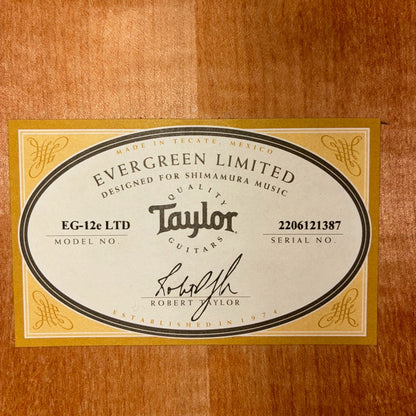 MADE IN TECATE, MEXICO
EVERGREEN LIMITED
DESIGNED FOR SHIMAMURA MUSIC
QUALITY
Taylor
GUITARS
EG-12e LTD
MODEL NO.
2206121387
SERIAL NO.
ROBERT TAYLOR
ESTABLISHED IN 1974